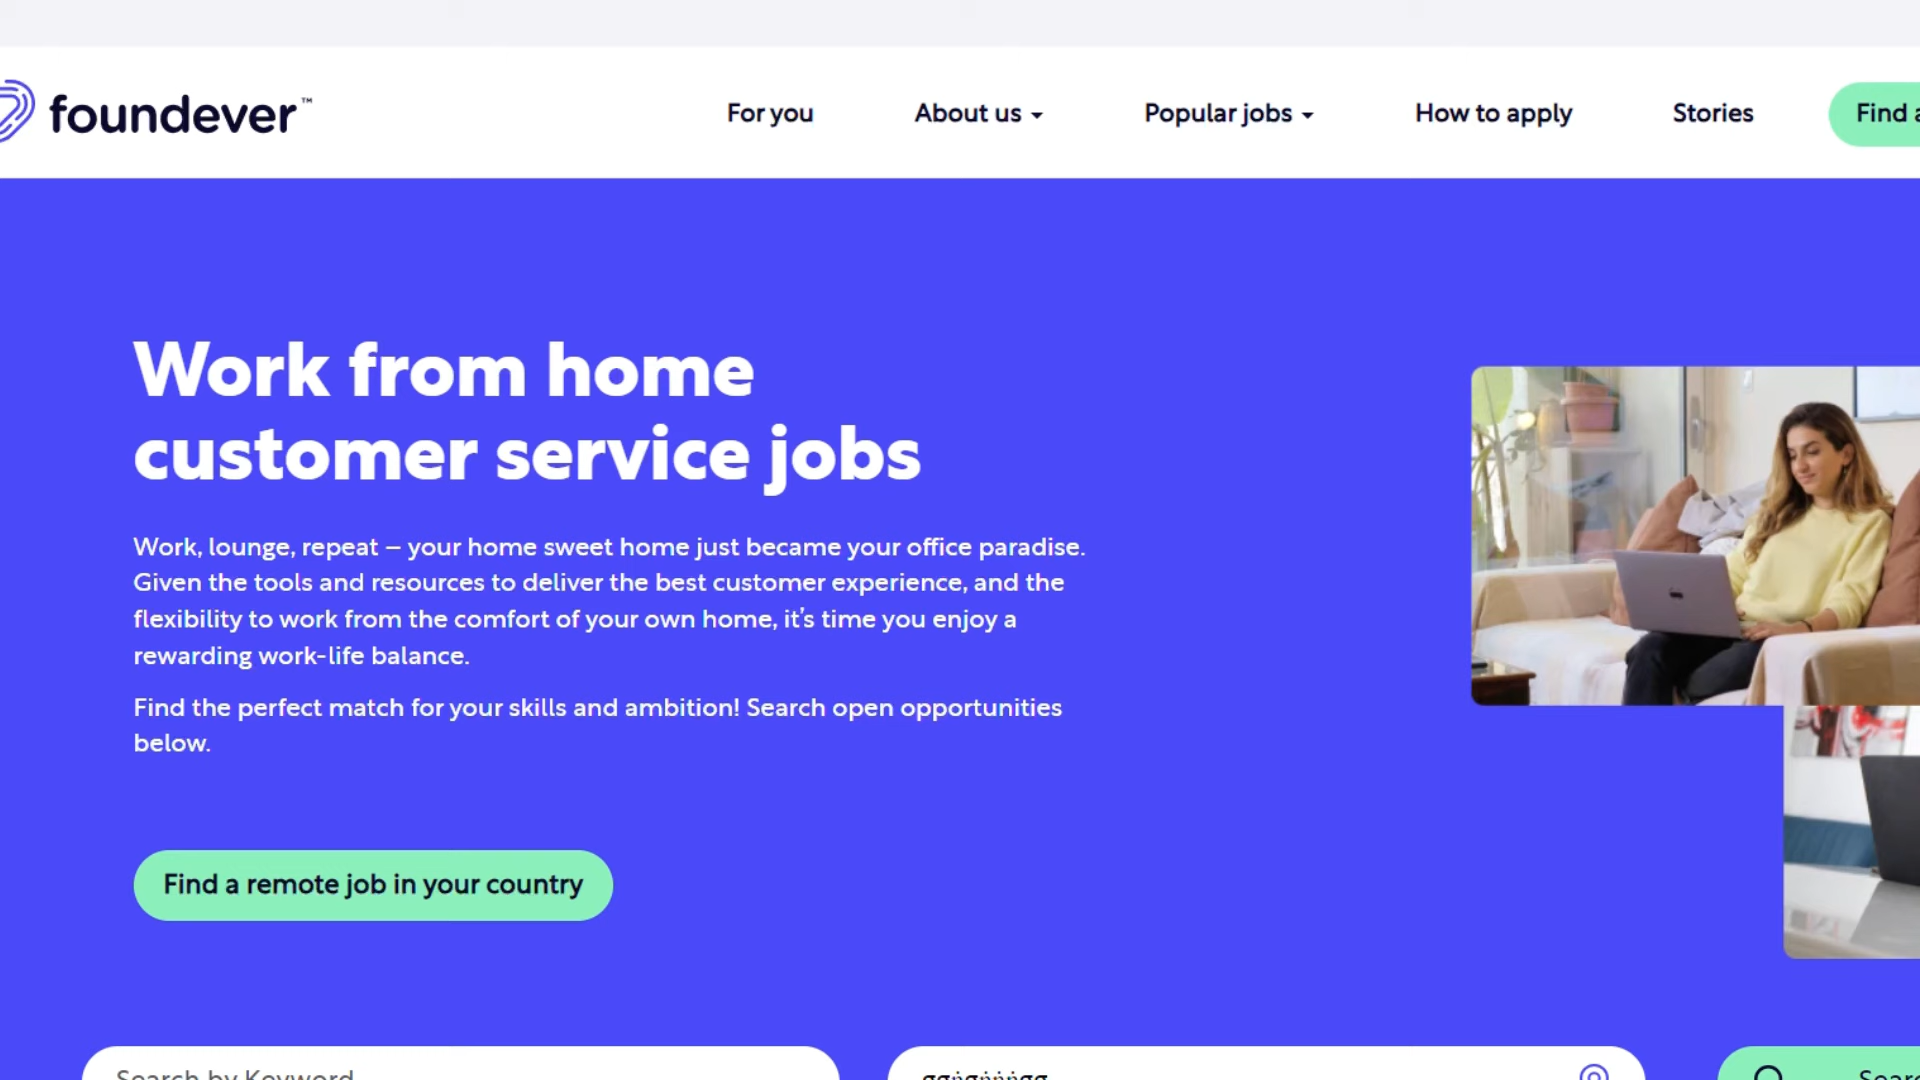 foundever™
For you
About us
Popular jobs
How to apply
Stories
Find
Work from home
customer service jobs
Work, lounge, repeat – your home sweet home just became your office paradise.
Given the tools and resources to deliver the best customer experience, and the
flexibility to work from the comfort of your own home, it's time you enjoy a
rewarding work-life balance.
Find the perfect match for your skills and ambition! Search open opportunities
below.
Find a remote job in your country
Search by Keyword